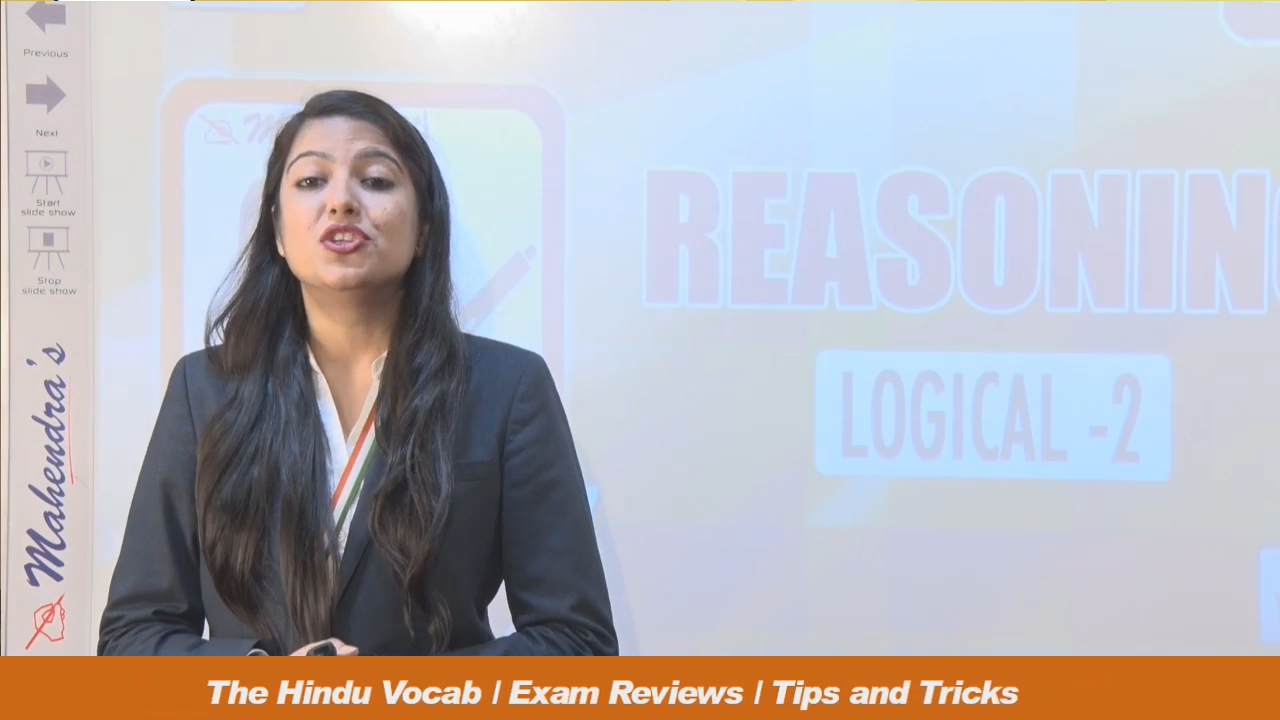 Previous
Next
Start
slide show
Stop
slide show
Mahendra's
REASONING
LOGICAL -2
The Hindu Vocab | Exam Reviews | Tips and Tricks